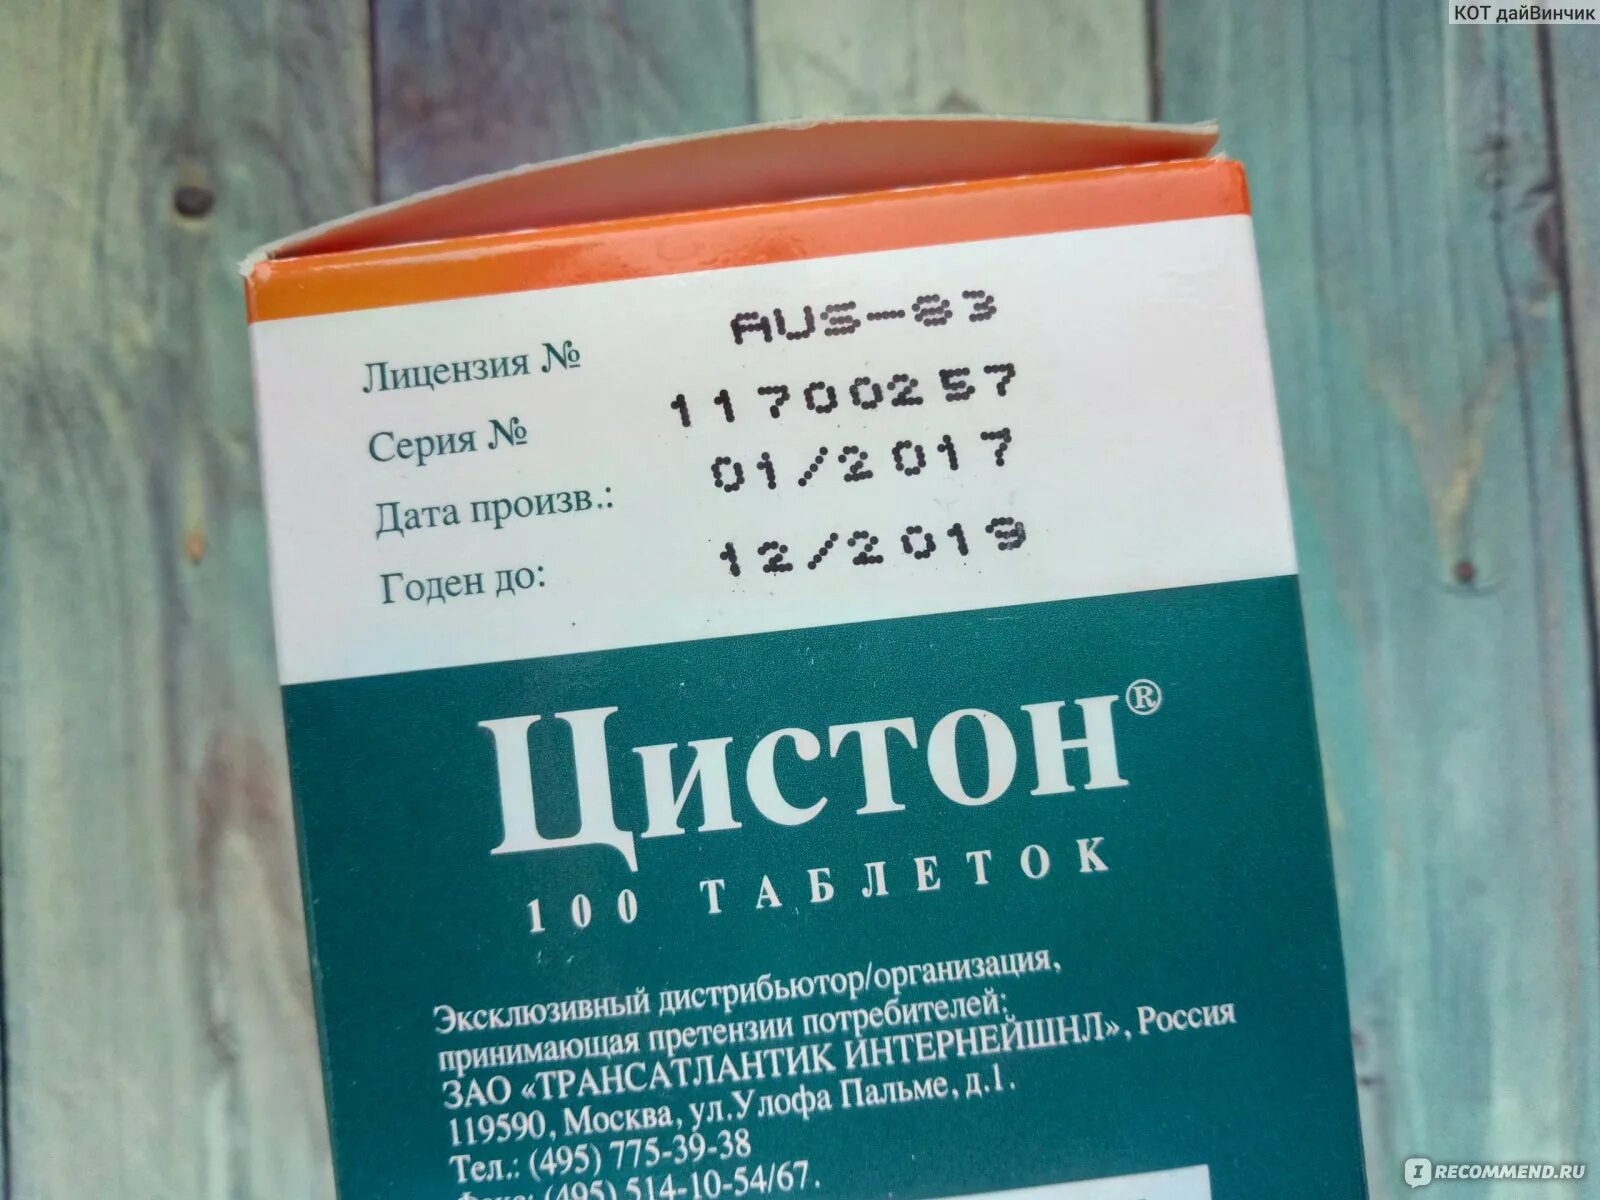 КОТ дайВинчик
Лицензия № AUS-83
Серия № 11700257
Дата произв.: 01/2017
Годен до: 12/2019
ЦИСТОН®
100 ТАБЛЕТОК
Эксклюзивный дистрибьютор/организация,
принимающая претензии потребителей:
ЗАО «ТРАНСАТЛАНТИК ИНТЕРНЕЙШНЛ», Россия
119590, Москва, ул.Улофа Пальме, д.1.
Тел.: (495) 775-39-38
Факс: (495) 514-10-54/67.
IRECOMMEND.RU